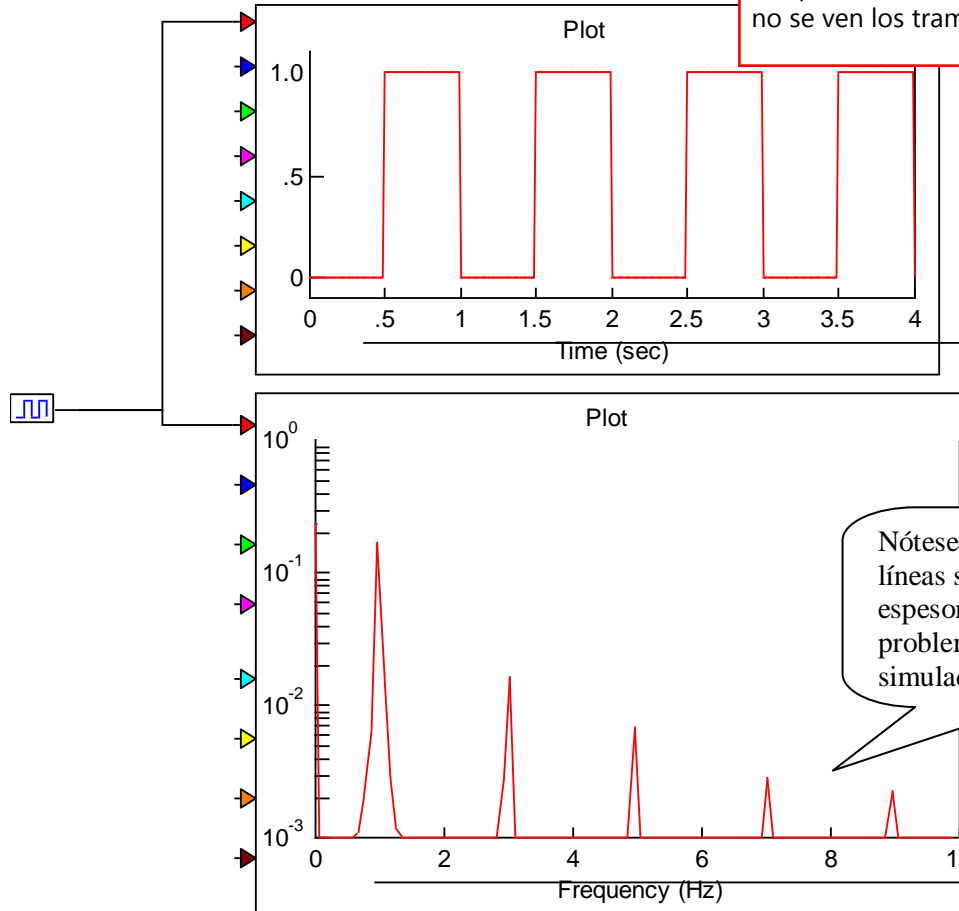 no se ven los tram
Plot
1.0
.5
0
0 .5 1 1.5 2 2.5 3 3.5 4
Time (sec)
Plot
10^0
10^-1
10^-2
10^-3
0 2 4 6 8 1
Frequency (Hz)
Nótese
líneas s
espesor
problem
simulad